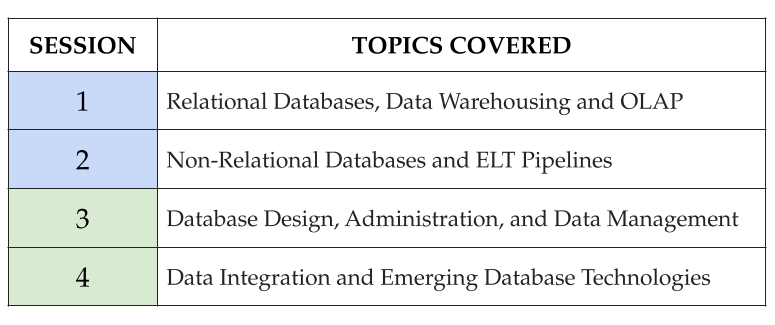 SESSION TOPICS COVERED
1 Relational Databases, Data Warehousing and OLAP
2 Non-Relational Databases and ELT Pipelines
3 Database Design, Administration, and Data Management
4 Data Integration and Emerging Database Technologies